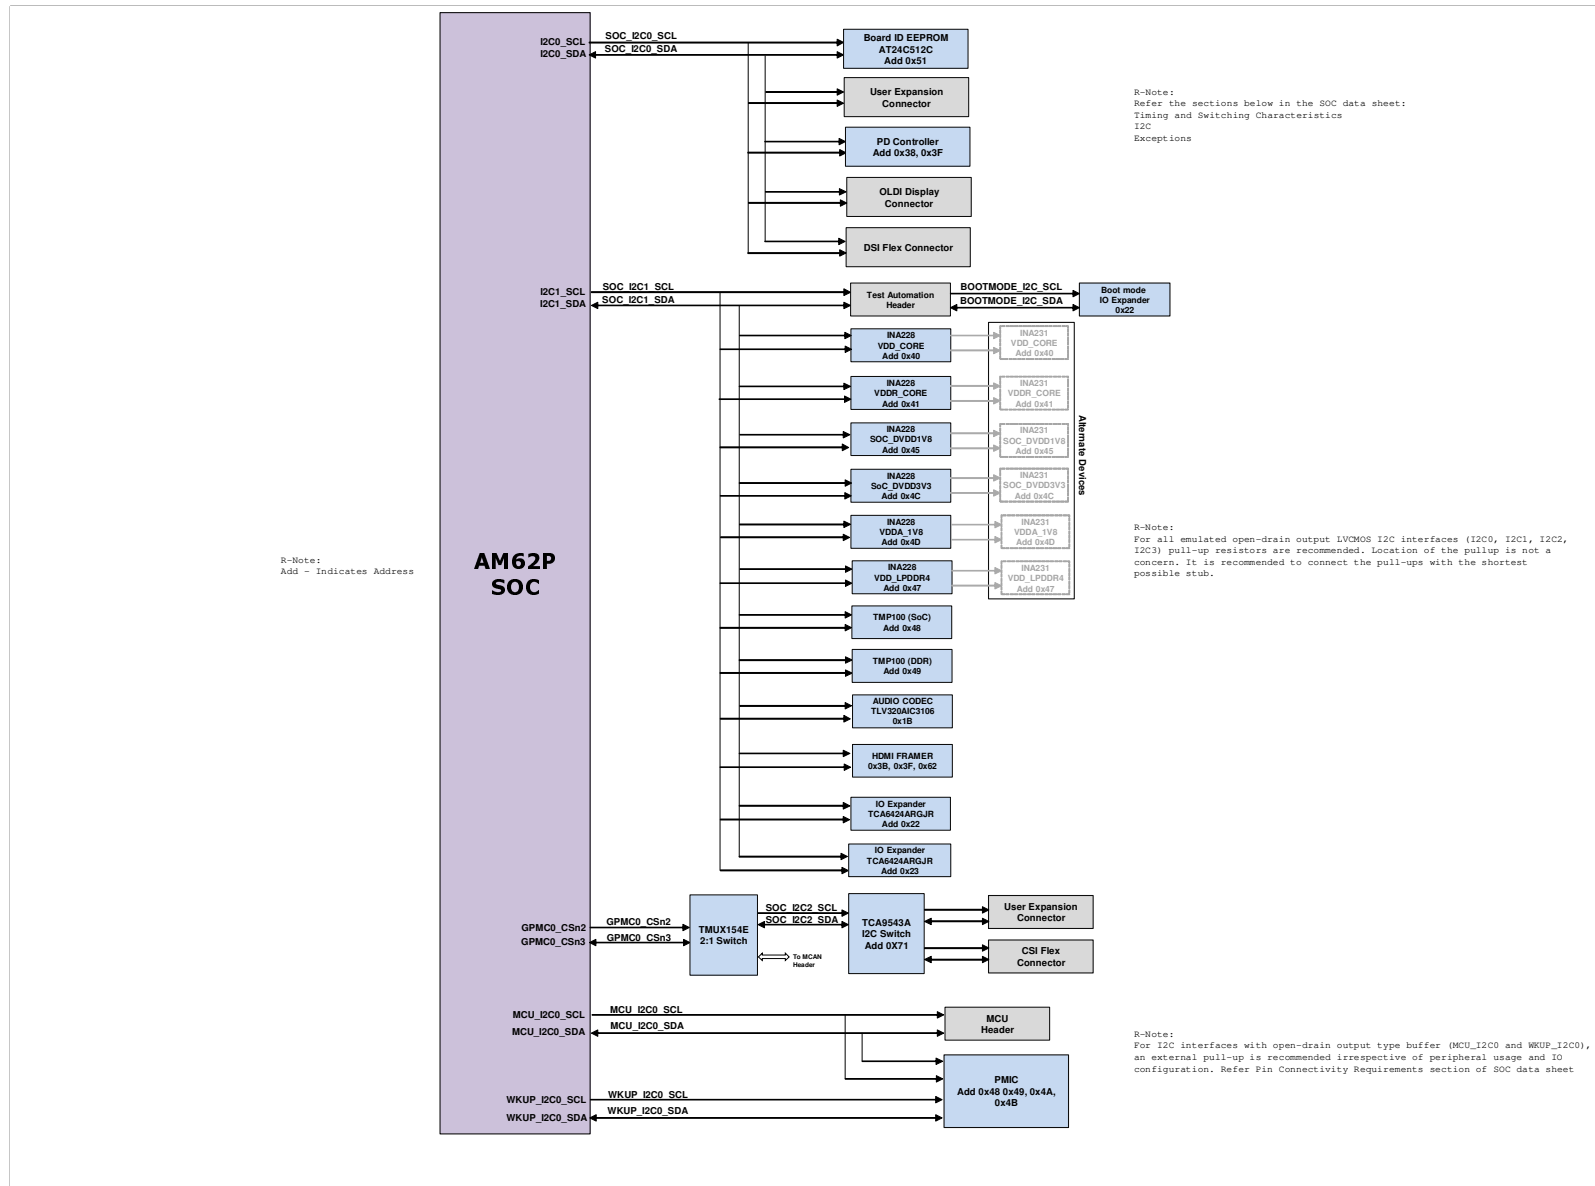 I2C0_SCL
I2C0_SDA
SOC_I2C0_SCL
SOC_I2C0_SDA
Board ID EEPROM
AT24C512C
Add 0x51
User Expansion
Connector
PD Controller
Add 0x38, 0x3F
OLDI Display
Connector
DSI Flex Connector
R-Note:
Refer the sections below in the SOC data sheet:
Timing and Switching Characteristics
I2C
Exceptions
I2C1_SCL
I2C1_SDA
SOC_I2C1_SCL
SOC_I2C1_SDA
Test Automation
Header
BOOTMODE_I2C_SCL
BOOTMODE_I2C_SDA
Boot mode
IO Expander
0x22
INA228
VDD_CORE
Add 0x40
INA231
VDD_CORE
Add 0x40
INA228
VDDR_CORE
Add 0x41
INA231
VDDR_CORE
Add 0x41
INA228
SOC_DVDD1V8
Add 0x45
INA231
SOC_DVDD1V8
Add 0x45
INA228
SoC_DVDD3V3
Add 0x4C
INA231
SOC_DVDD3V3
Add 0x4C
INA228
VDDA_1V8
Add 0x4D
INA231
VDDA_1V8
Add 0x4D
INA228
VDD_LPDDR4
Add 0x47
INA231
VDD_LPDDR4
Add 0x47
Alternate Devices
TMP100 (SoC)
Add 0x48
TMP100 (DDR)
Add 0x49
AUDIO CODEC
TLV320AIC3106
0x1B
HDMI FRAMER
0x3B, 0x3F, 0x62
IO Expander
TCA6424ARGJR
Add 0x22
IO Expander
TCA6424ARGJR
Add 0x23
R-Note:
Add - Indicates Address
AM62P
SOC
R-Note:
For all emulated open-drain output LVCMOS I2C interfaces (I2C0, I2C1, I2C2,
I2C3) pull-up resistors are recommended. Location of the pullup is not a
concern. It is recommended to connect the pull-ups with the shortest
possible stub.
GPMC0_CSn2
GPMC0_CSn3
GPMC0_CSn2
GPMC0_CSn3
TMUX154E
2:1 Switch
SOC_I2C2_SCL
SOC_I2C2_SDA
To MCAN
Header
TCA9543A
I2C Switch
Add 0X71
User Expansion
Connector
CSI Flex
Connector
MCU_I2C0_SCL
MCU_I2C0_SDA
MCU_I2C0_SCL
MCU_I2C0_SDA
MCU
Header
PMIC
Add 0x48 0x49, 0x4A,
0x4B
WKUP_I2C0_SCL
WKUP_I2C0_SDA
WKUP_I2C0_SCL
WKUP_I2C0_SDA
R-Note:
For I2C interfaces with open-drain output type buffer (MCU_I2C0 and WKUP_I2C0),
an external pull-up is recommended irrespective of peripheral usage and IO
configuration. Refer Pin Connectivity Requirements section of SOC data sheet